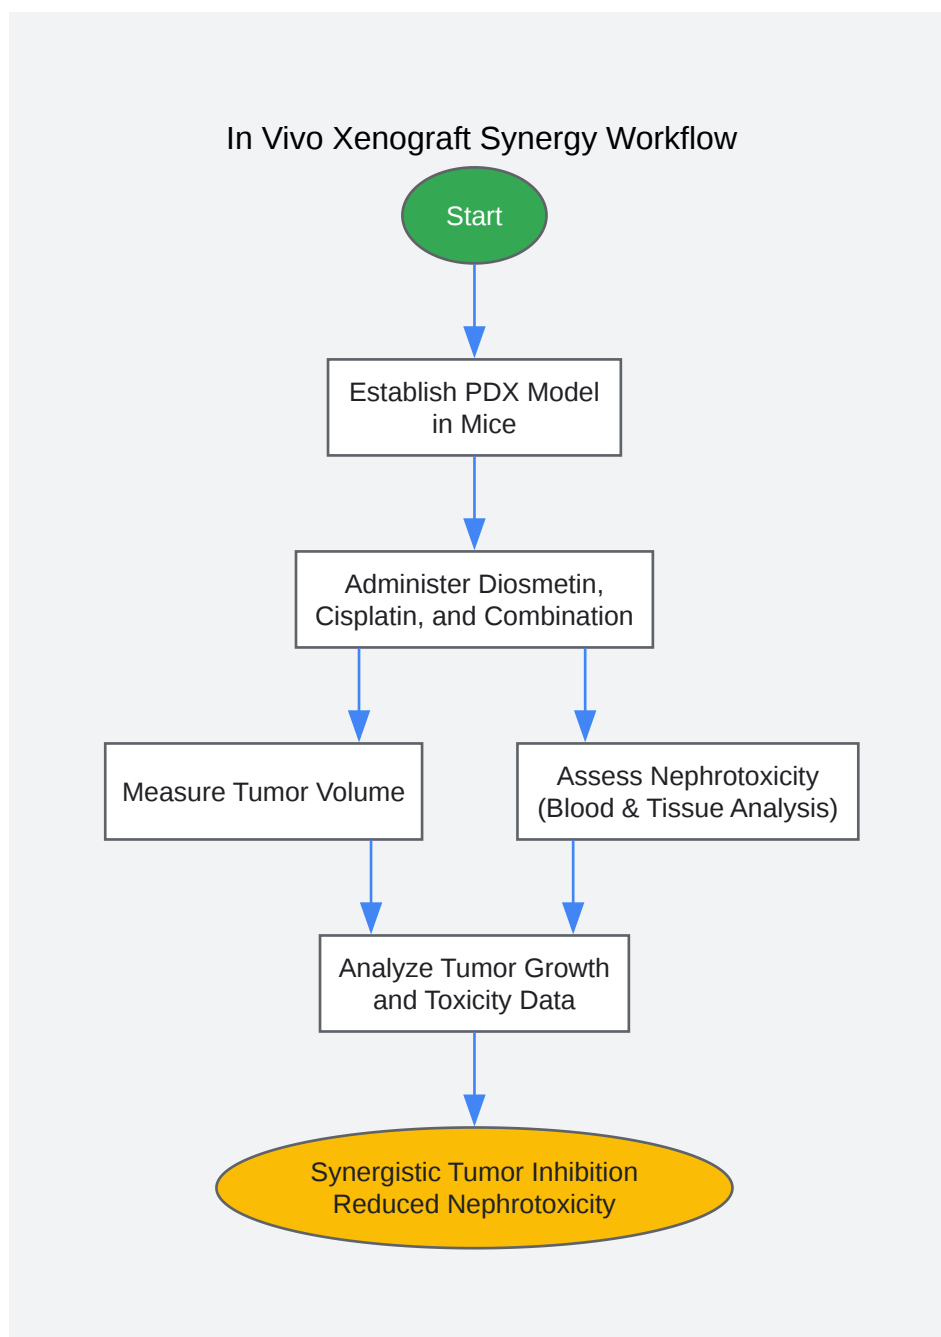 In Vivo Xenograft Synergy Workflow
Start
Establish PDX Model
in Mice
Administer Diosmetin,
Cisplatin, and Combination
Measure Tumor Volume
Assess Nephrotoxicity
(Blood & Tissue Analysis)
Analyze Tumor Growth
and Toxicity Data
Synergistic Tumor Inhibition
Reduced Nephrotoxicity